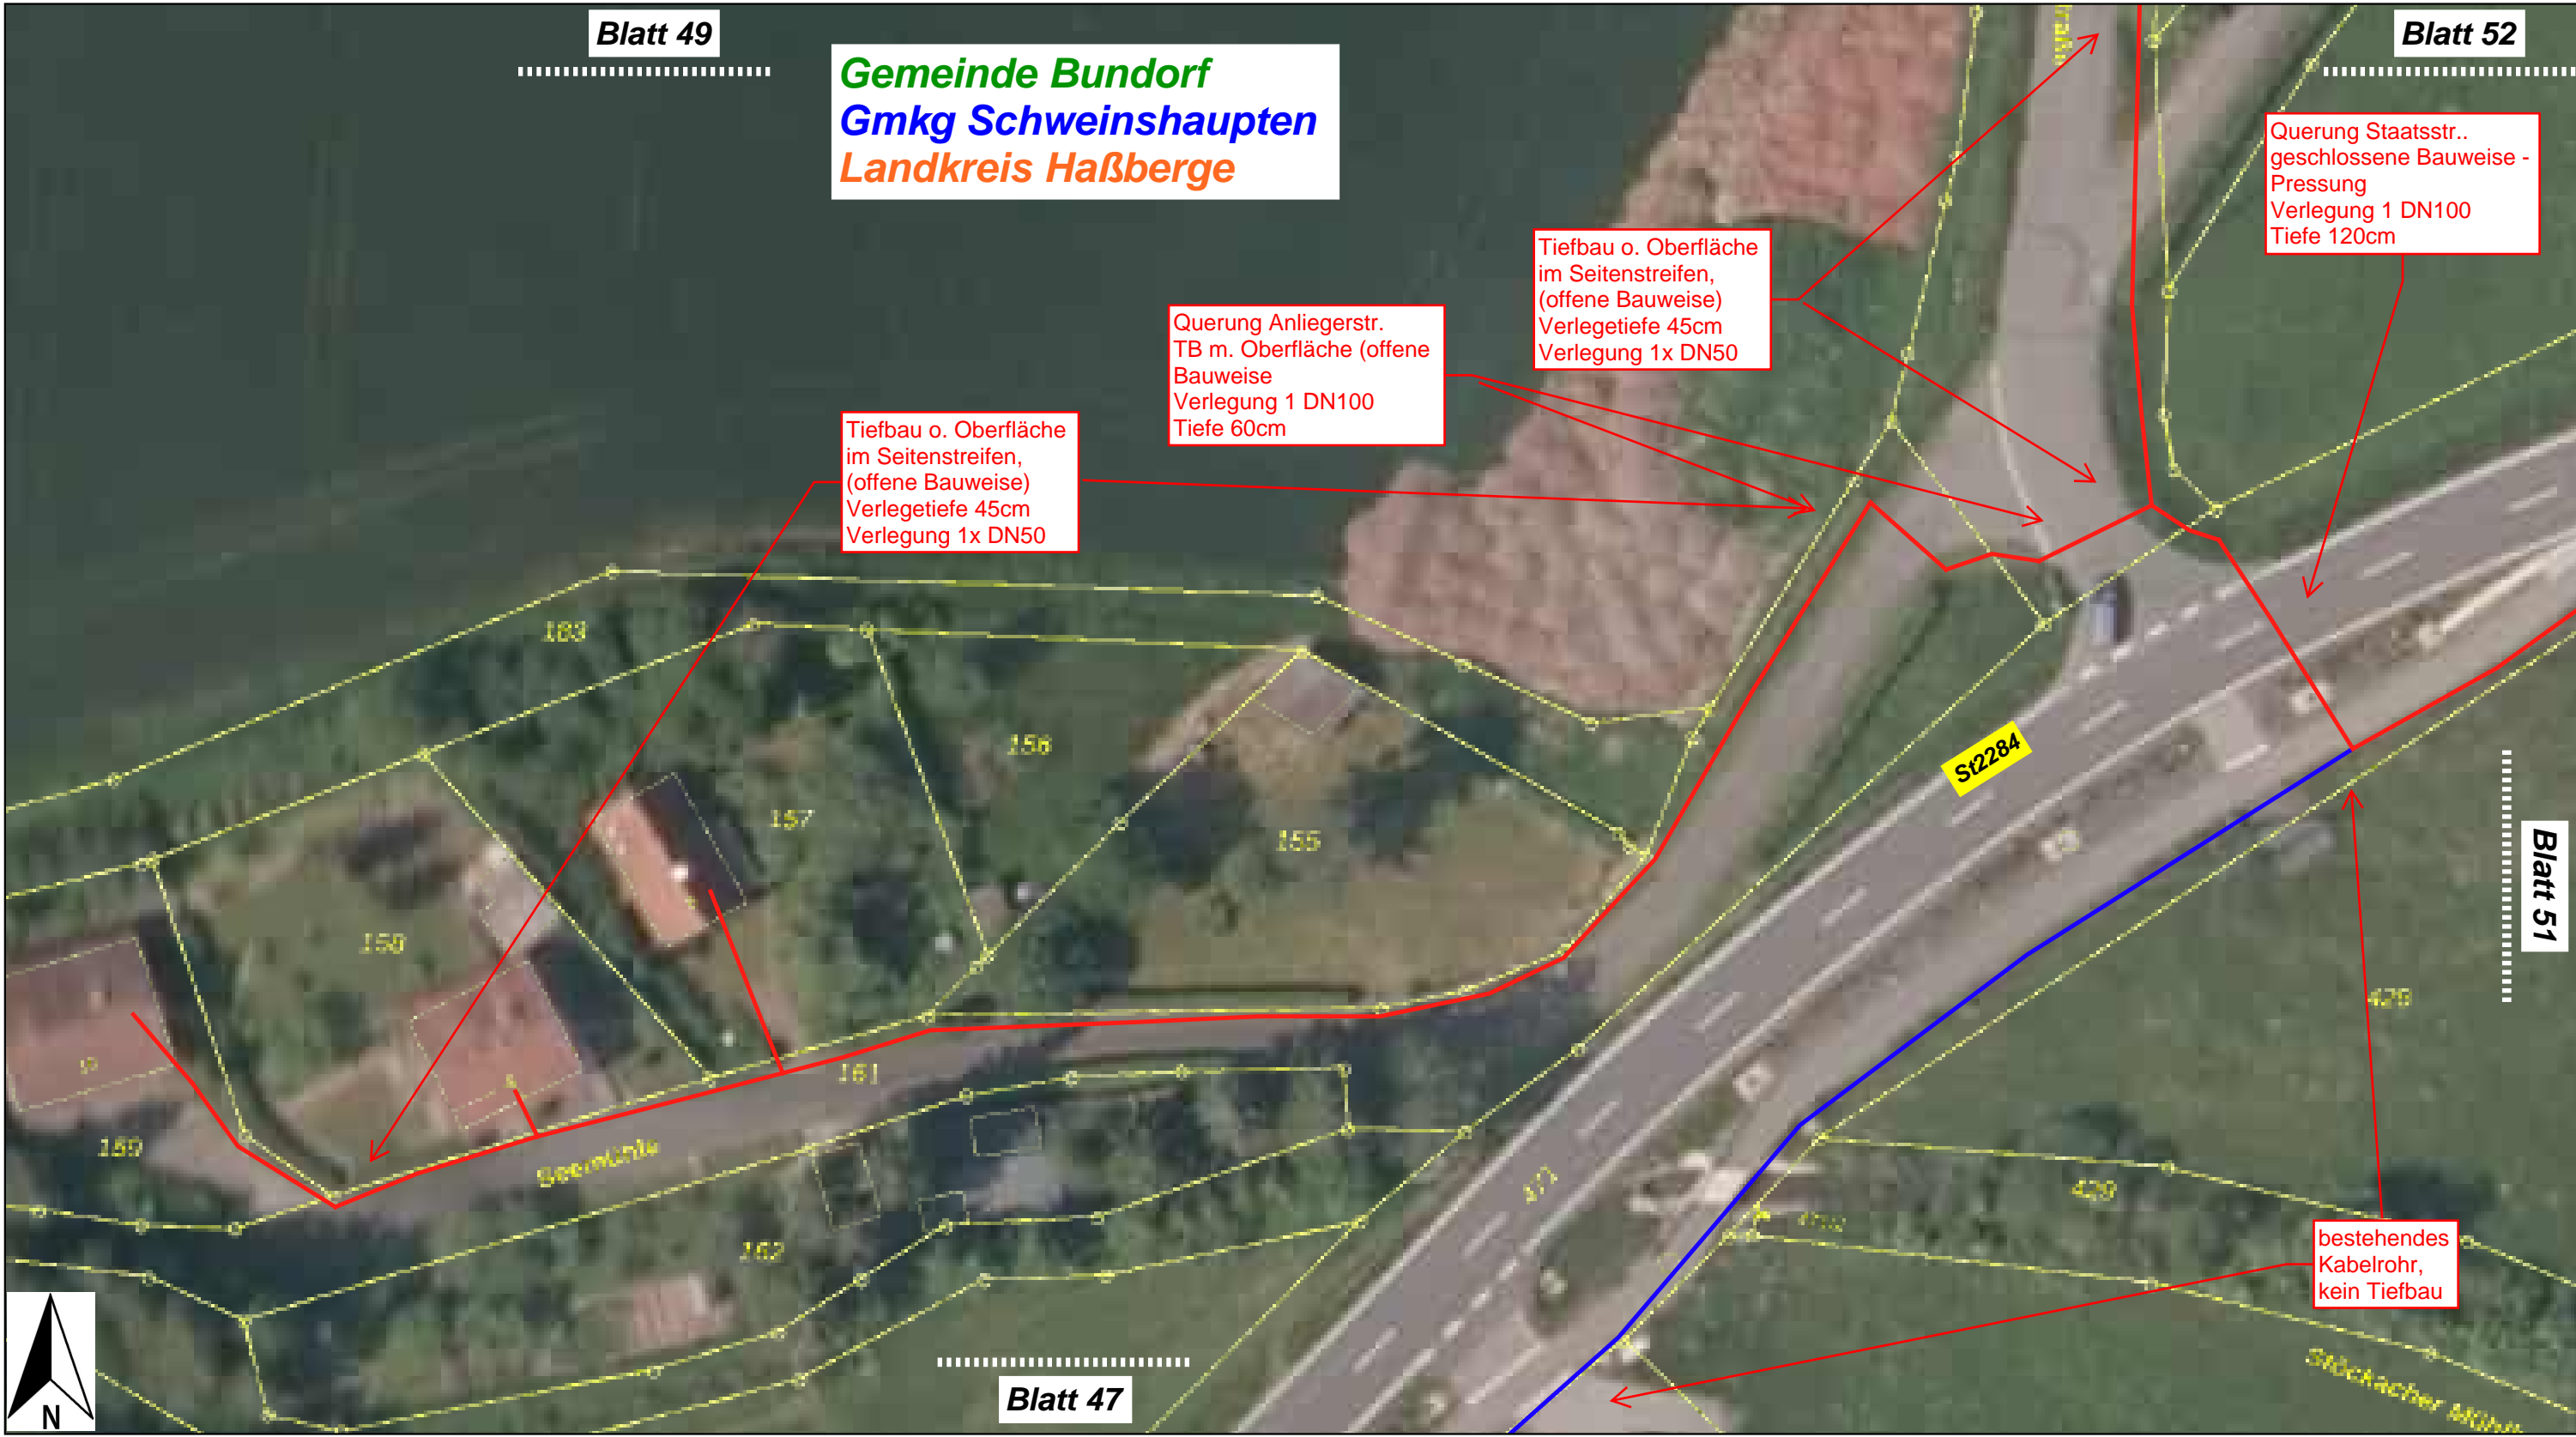 Blatt 49
Blatt 52
Gemeinde Bundorf
Gmkg Schweinshaupten
Landkreis Haßberge
Querung Staatsstr..
geschlossene Bauweise -
Pressung
Verlegung 1 DN100
Tiefe 120cm
Tiefbau o. Oberfläche
im Seitenstreifen,
(offene Bauweise)
Verlegetiefe 45cm
Verlegung 1x DN50
Querung Anliegerstr.
TB m. Oberfläche (offene
Bauweise
Verlegung 1 DN100
Tiefe 60cm
Tiefbau o. Oberfläche
im Seitenstreifen,
(offene Bauweise)
Verlegetiefe 45cm
Verlegung 1x DN50
163
156
St2284
157
155
Blatt 51
158
161
159
Seemühle
429
162
bestehendes
Kabelrohr,
kein Tiefbau
Blatt 47
Stöckacher
N